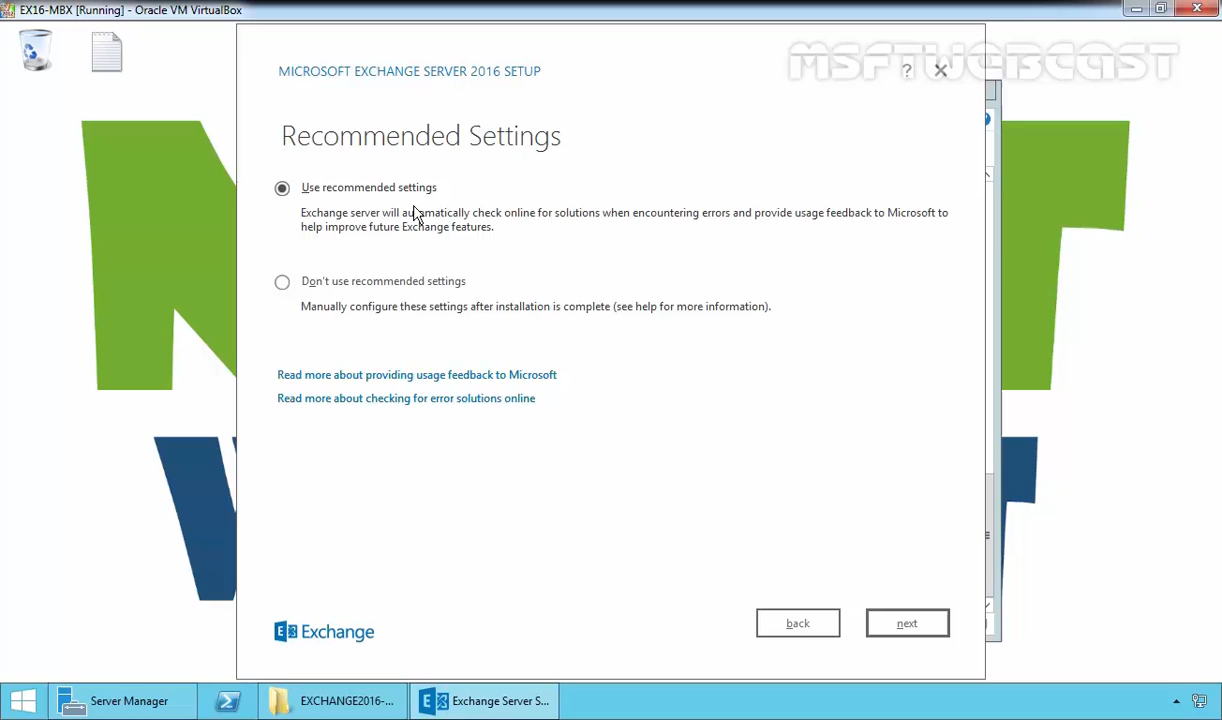 EX16-MBX [Running] - Oracle VM VirtualBox
MSFTWEBCAST
MICROSOFT EXCHANGE SERVER 2016 SETUP
?
Recommended Settings
Use recommended settings
Exchange server will automatically check online for solutions when encountering errors and provide usage feedback to Microsoft to
help improve future Exchange features.
Don't use recommended settings
Manually configure these settings after installation is complete (see help for more information).
Read more about providing usage feedback to Microsoft
Read more about checking for error solutions online
Exchange
back
next
Server Manager
EXCHANGE2016-...
Exchange Server S...